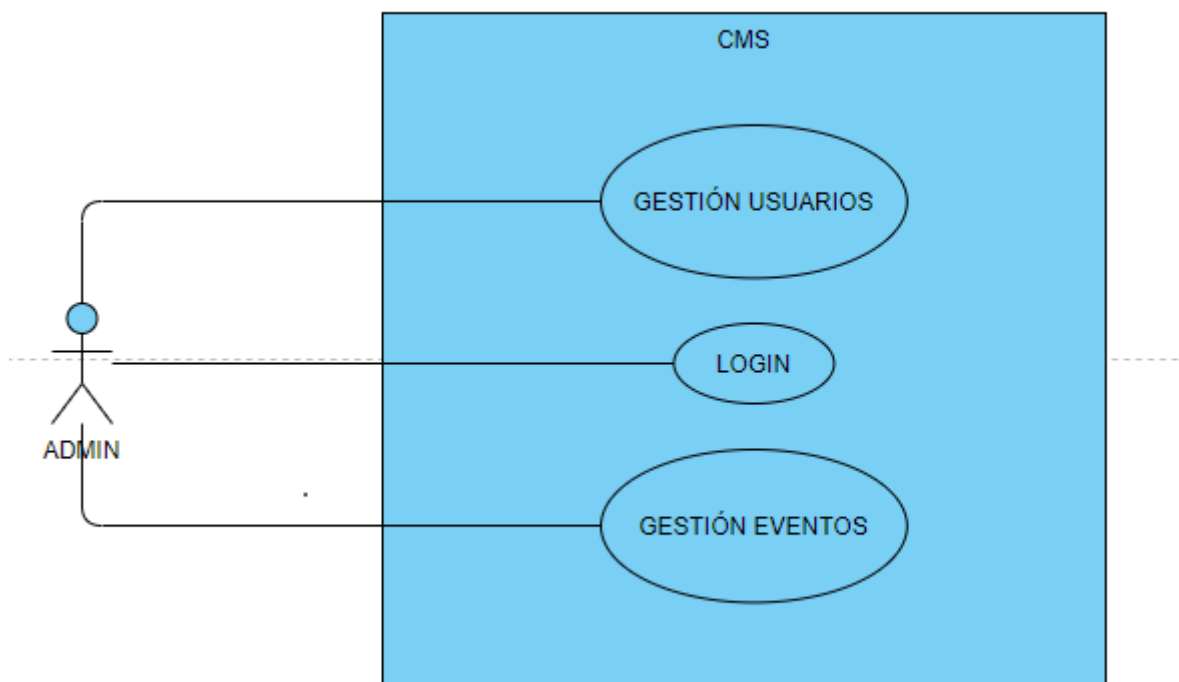 CMS
GESTIÓN USUARIOS
LOGIN
ADMIN
GESTIÓN EVENTOS